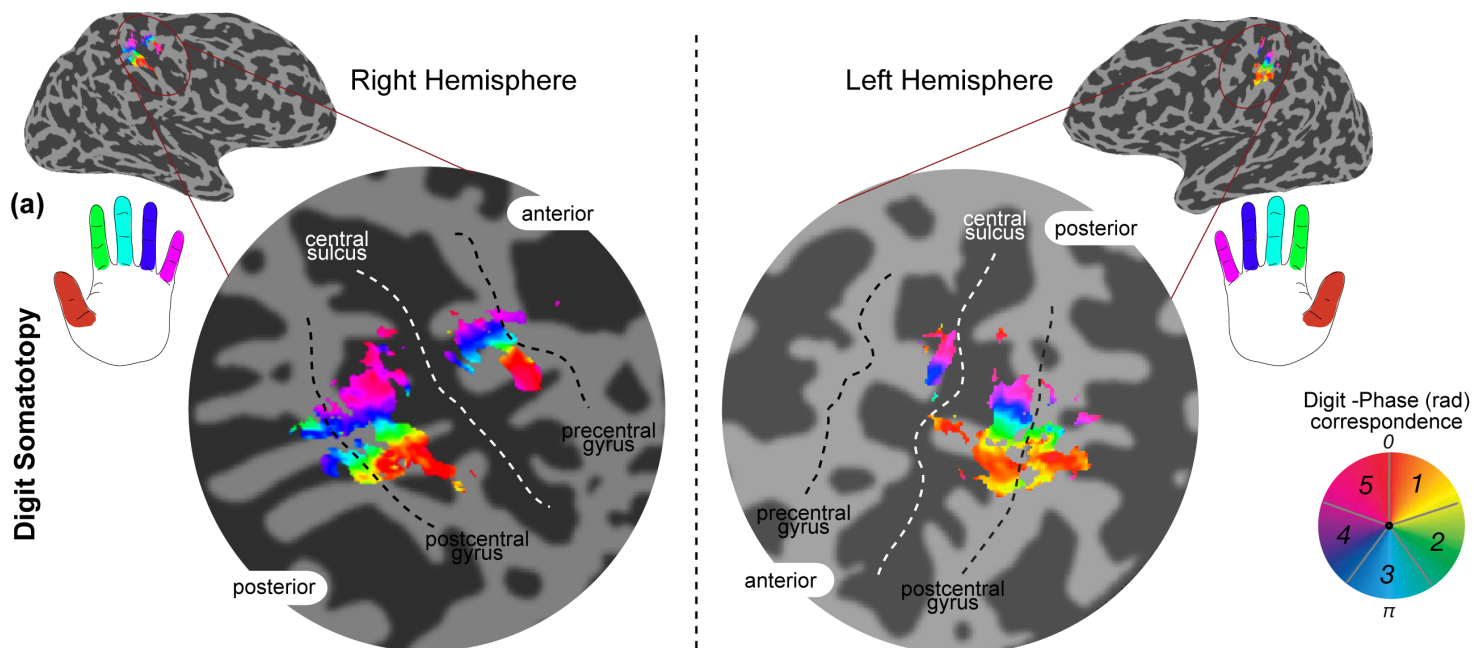 Right Hemisphere
Left Hemisphere
(a)
Digit Somatotopy
anterior
central
sulcus
precentral
gyrus
postcentral
gyrus
posterior
central
sulcus
posterior
precentral
gyrus
anterior
postcentral
gyrus
Digit -Phase (rad)
correspondence
0
5
1
4
2
3
π